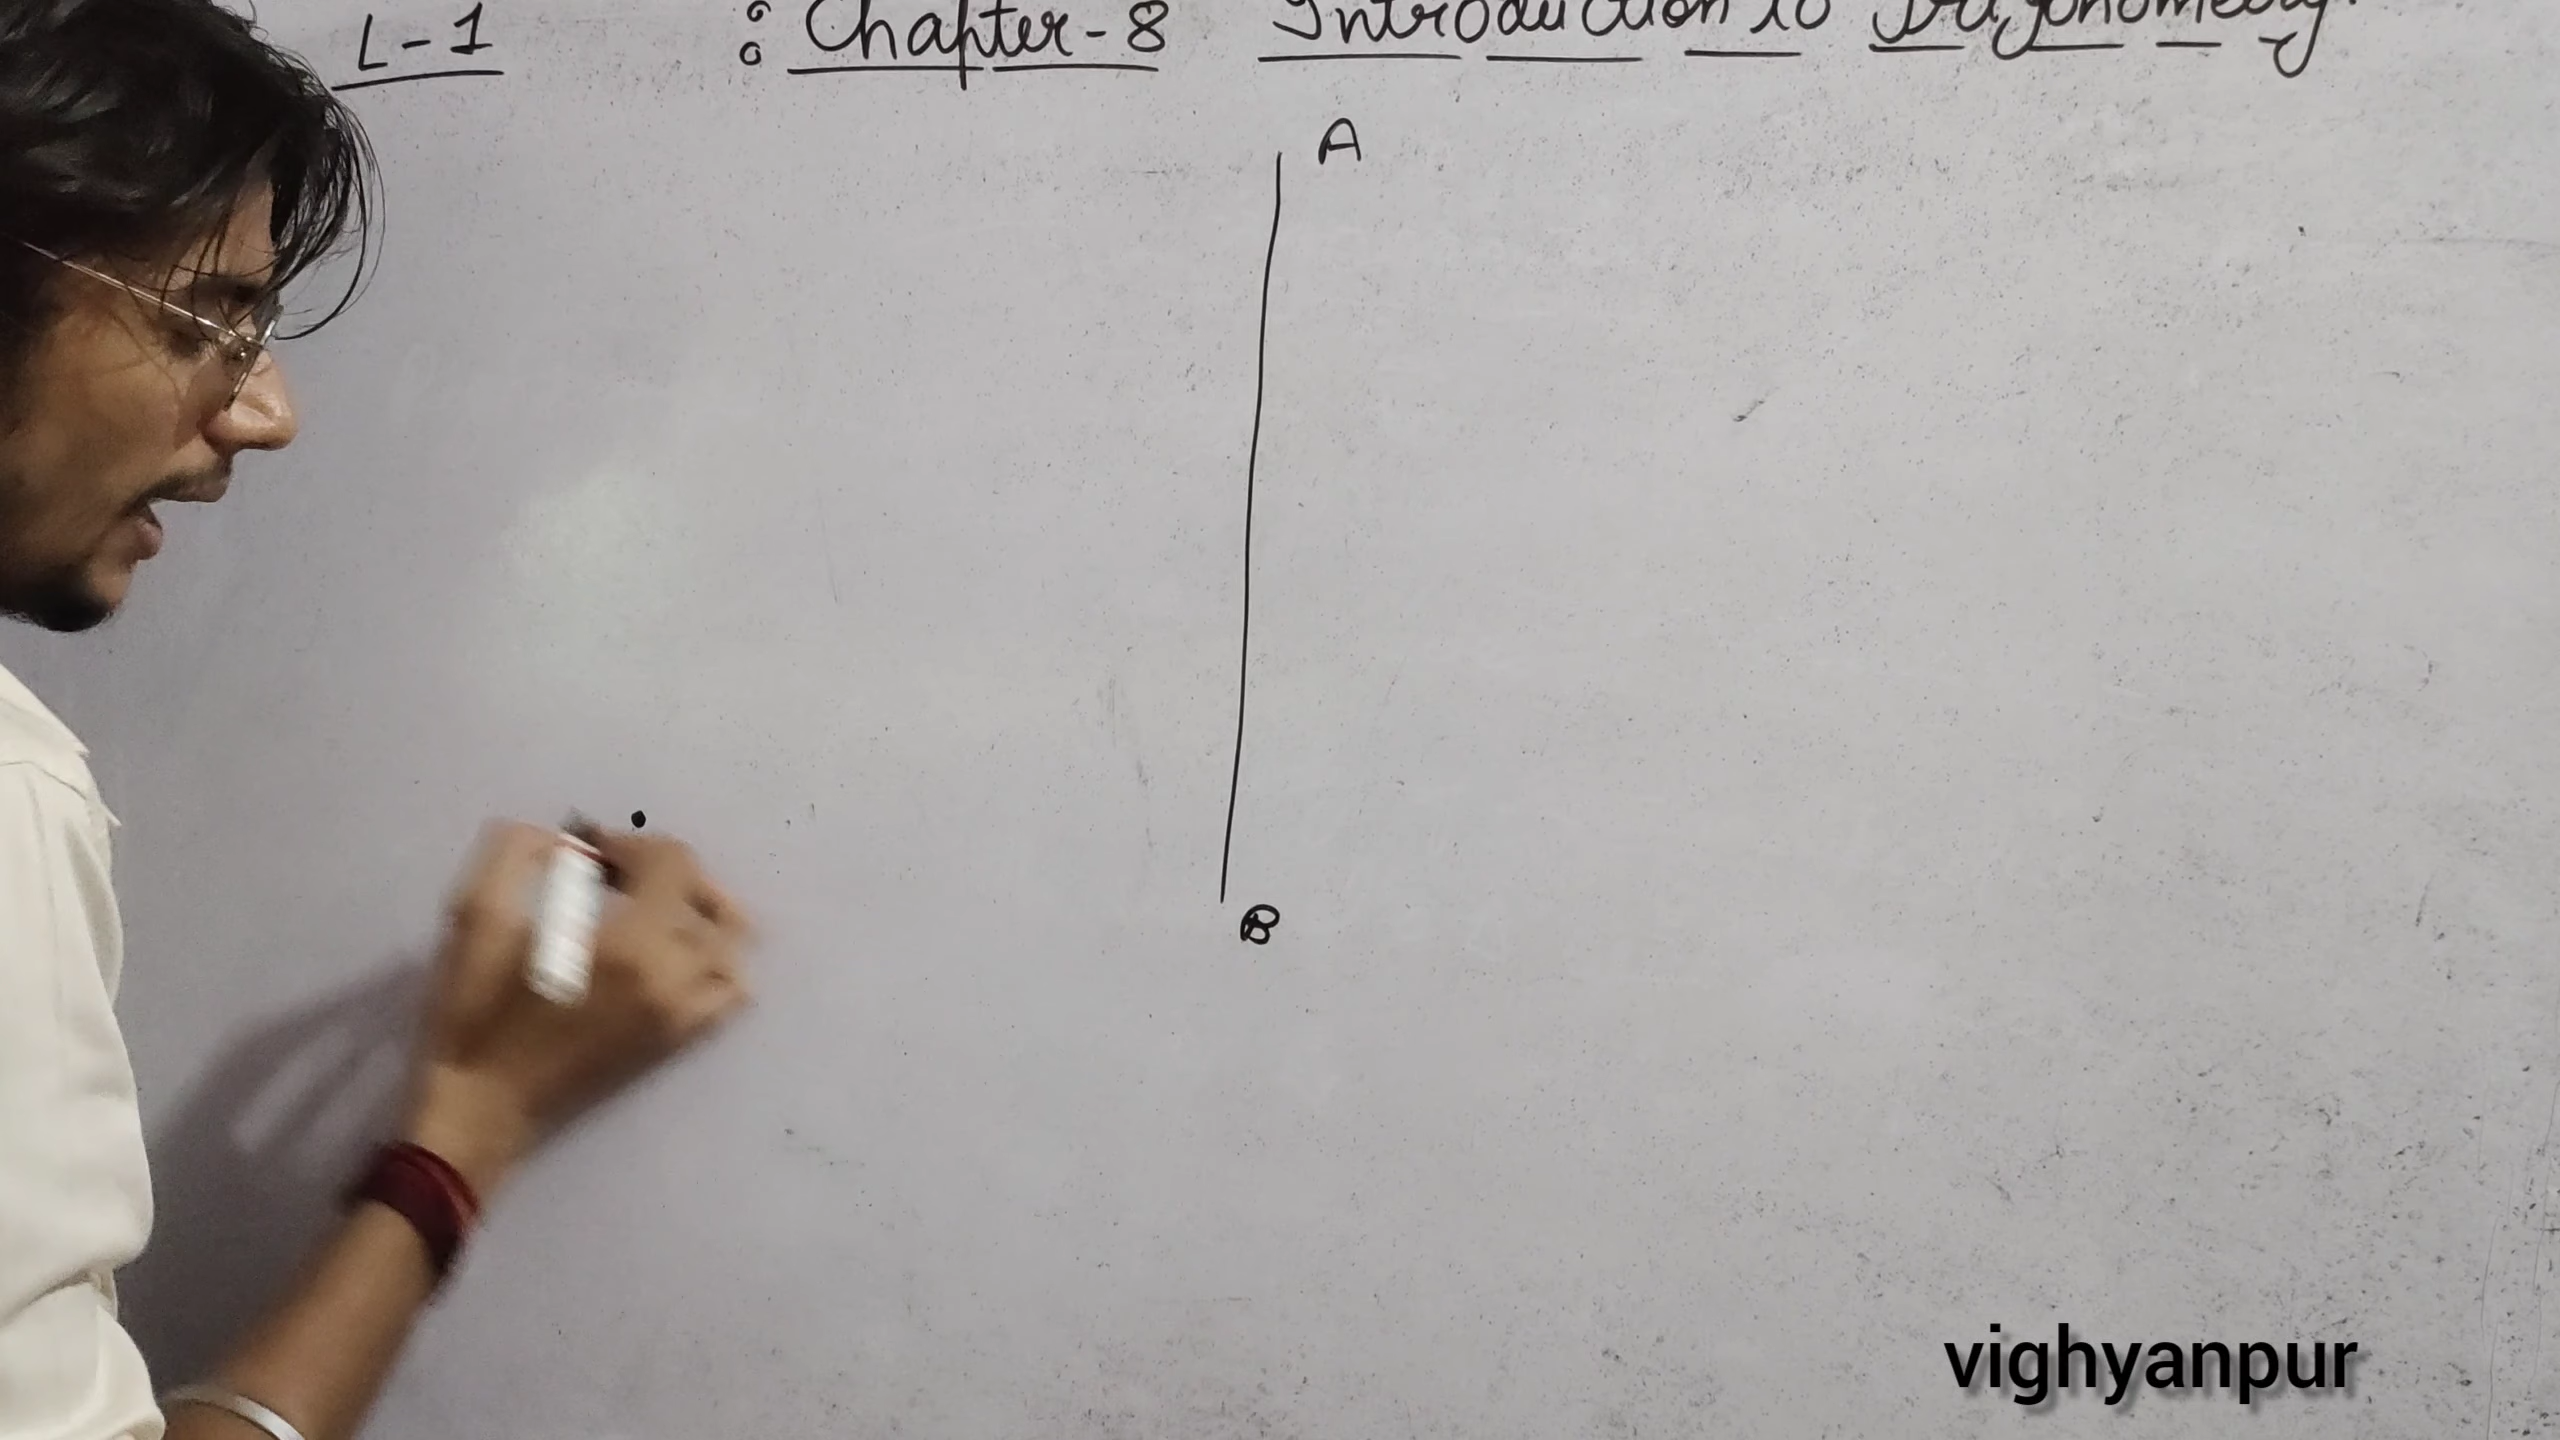 L-1 : Chapter-8 Introduction to Trigonometry.
A
B
vighyanpur